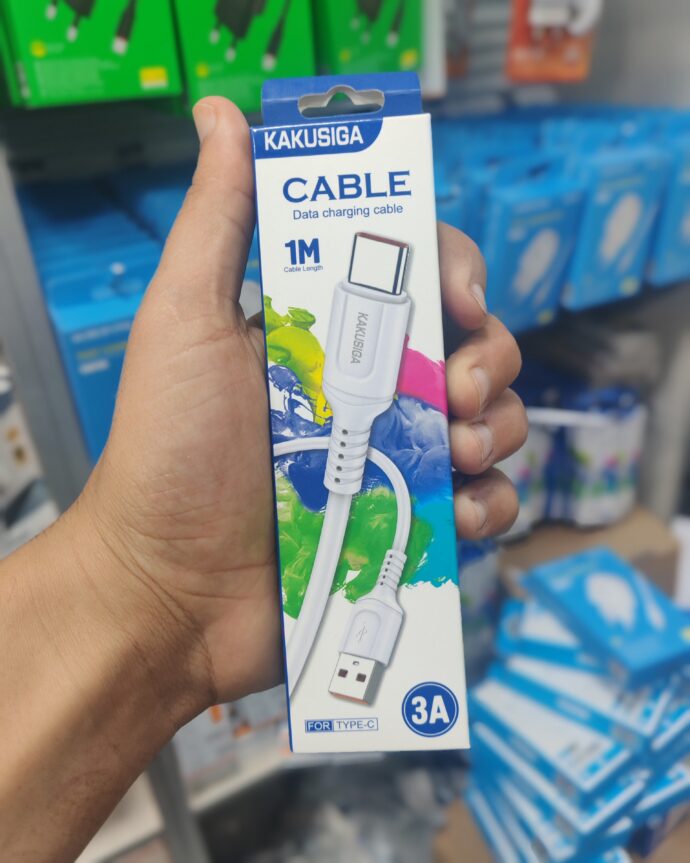 KAKUSIGA
CABLE
Data charging cable
1M
Cable Length
KAKUSIGA
FOR TYPE-C
3A